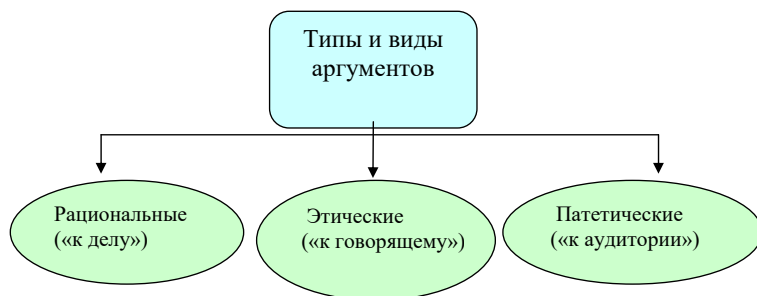 Типы и виды
аргументов
Рациональные
(«к делу»)
Этические
(«к говорящему»)
Патетические
(«к аудитории»)